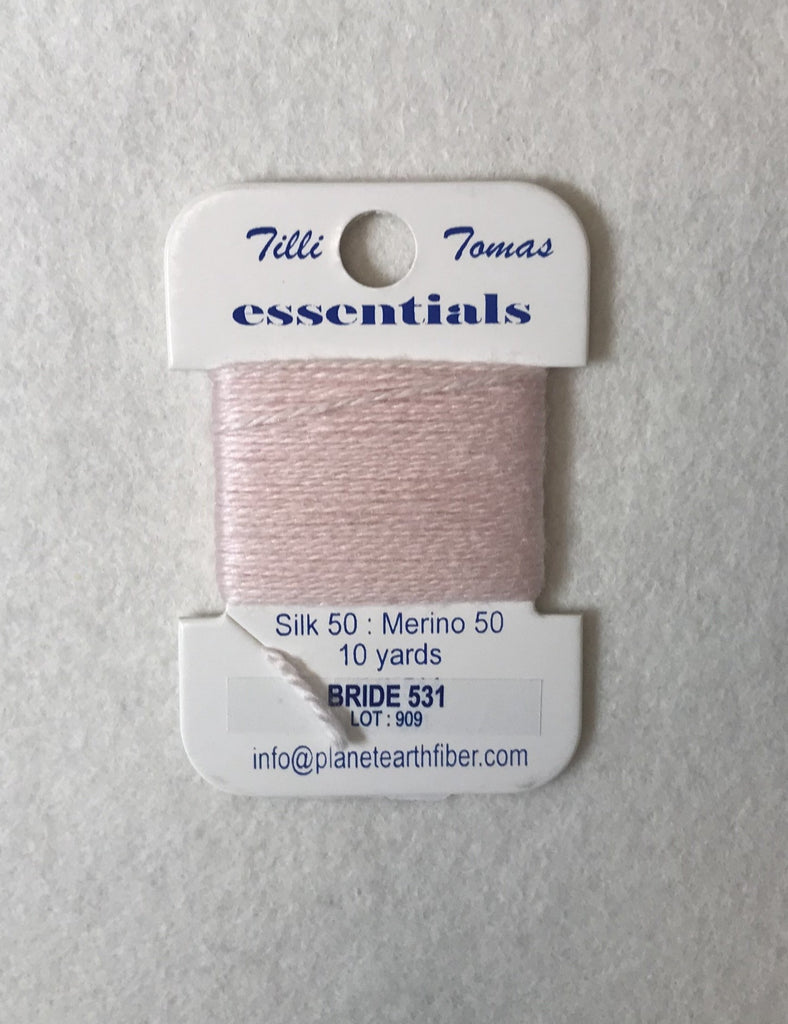 Tilli Tomas
essentials
Silk 50 : Merino 50
10 yards
BRIDE 531
LOT : 909
info@planetearthfiber.com